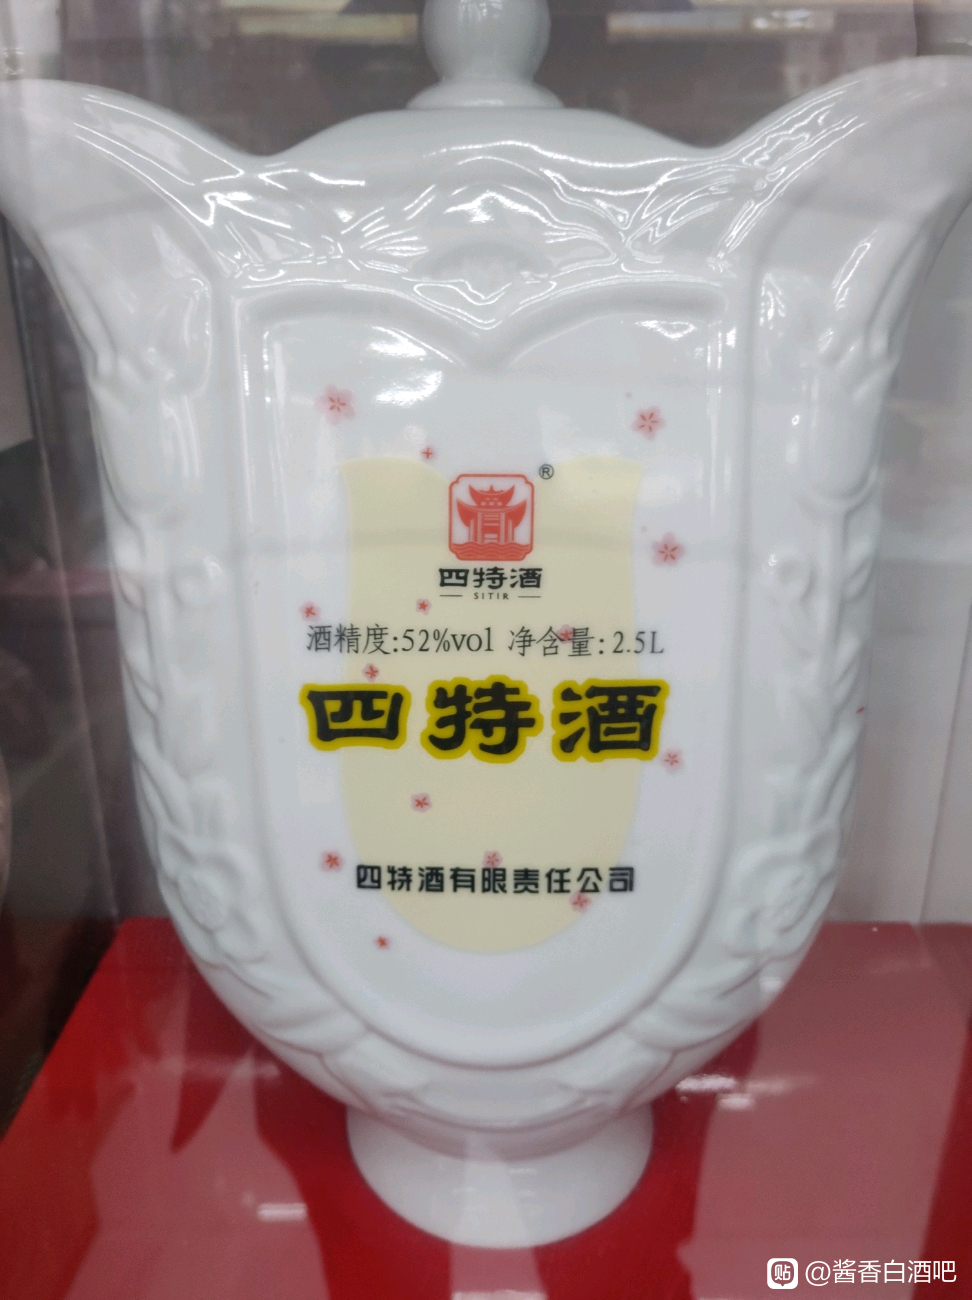 ®
四特酒
SITIR
酒精度:52%vol 净含量:2.5L
四特酒
四特酒有限责任公司
贴 @酱香白酒吧